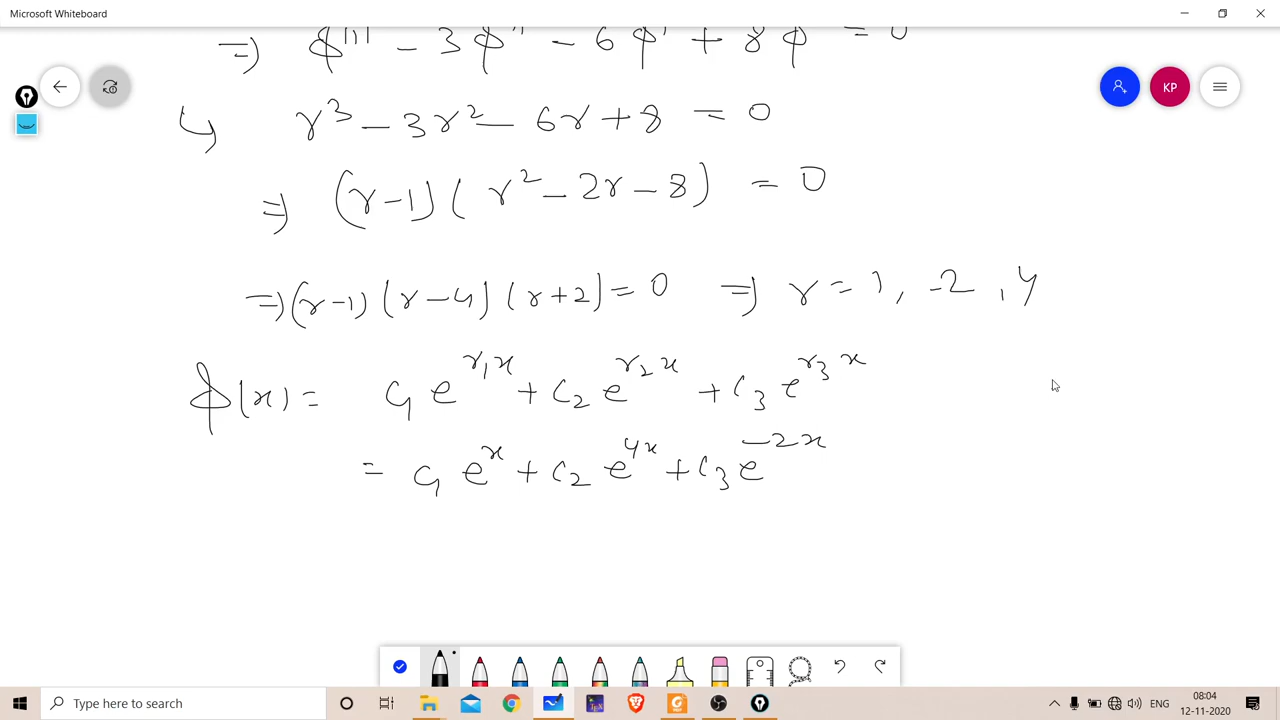 Microsoft Whiteboard
⇒ φ''' − 3φ'' − 6φ' + 8φ = 0
↳ r³ − 3r² − 6r + 8 = 0
⇒ (r−1)(r² − 2r − 8) = 0
⇒ (r−1)(r−4)(r+2) = 0 ⇒ r = 1, −2, 4
φ(x) = c₁e^{r₁x} + c₂e^{r₂x} + c₃e^{r₃x}
= c₁e^{x} + c₂e^{4x} + c₃e^{−2x}
KP
Type here to search
ENG
08:04
12-11-2020